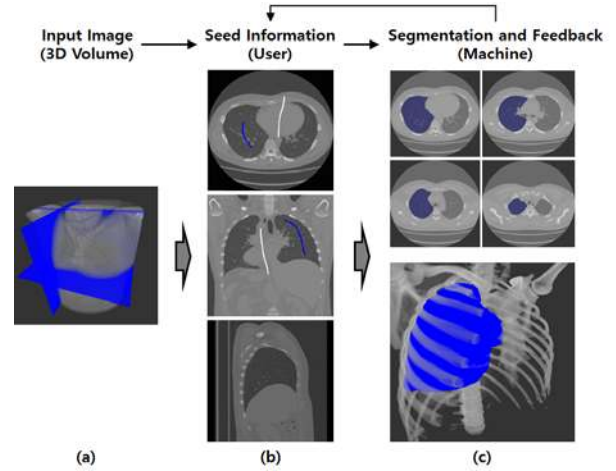 Input Image
(3D Volume)
Seed Information
(User)
Segmentation and Feedback
(Machine)
(a)
(b)
(c)